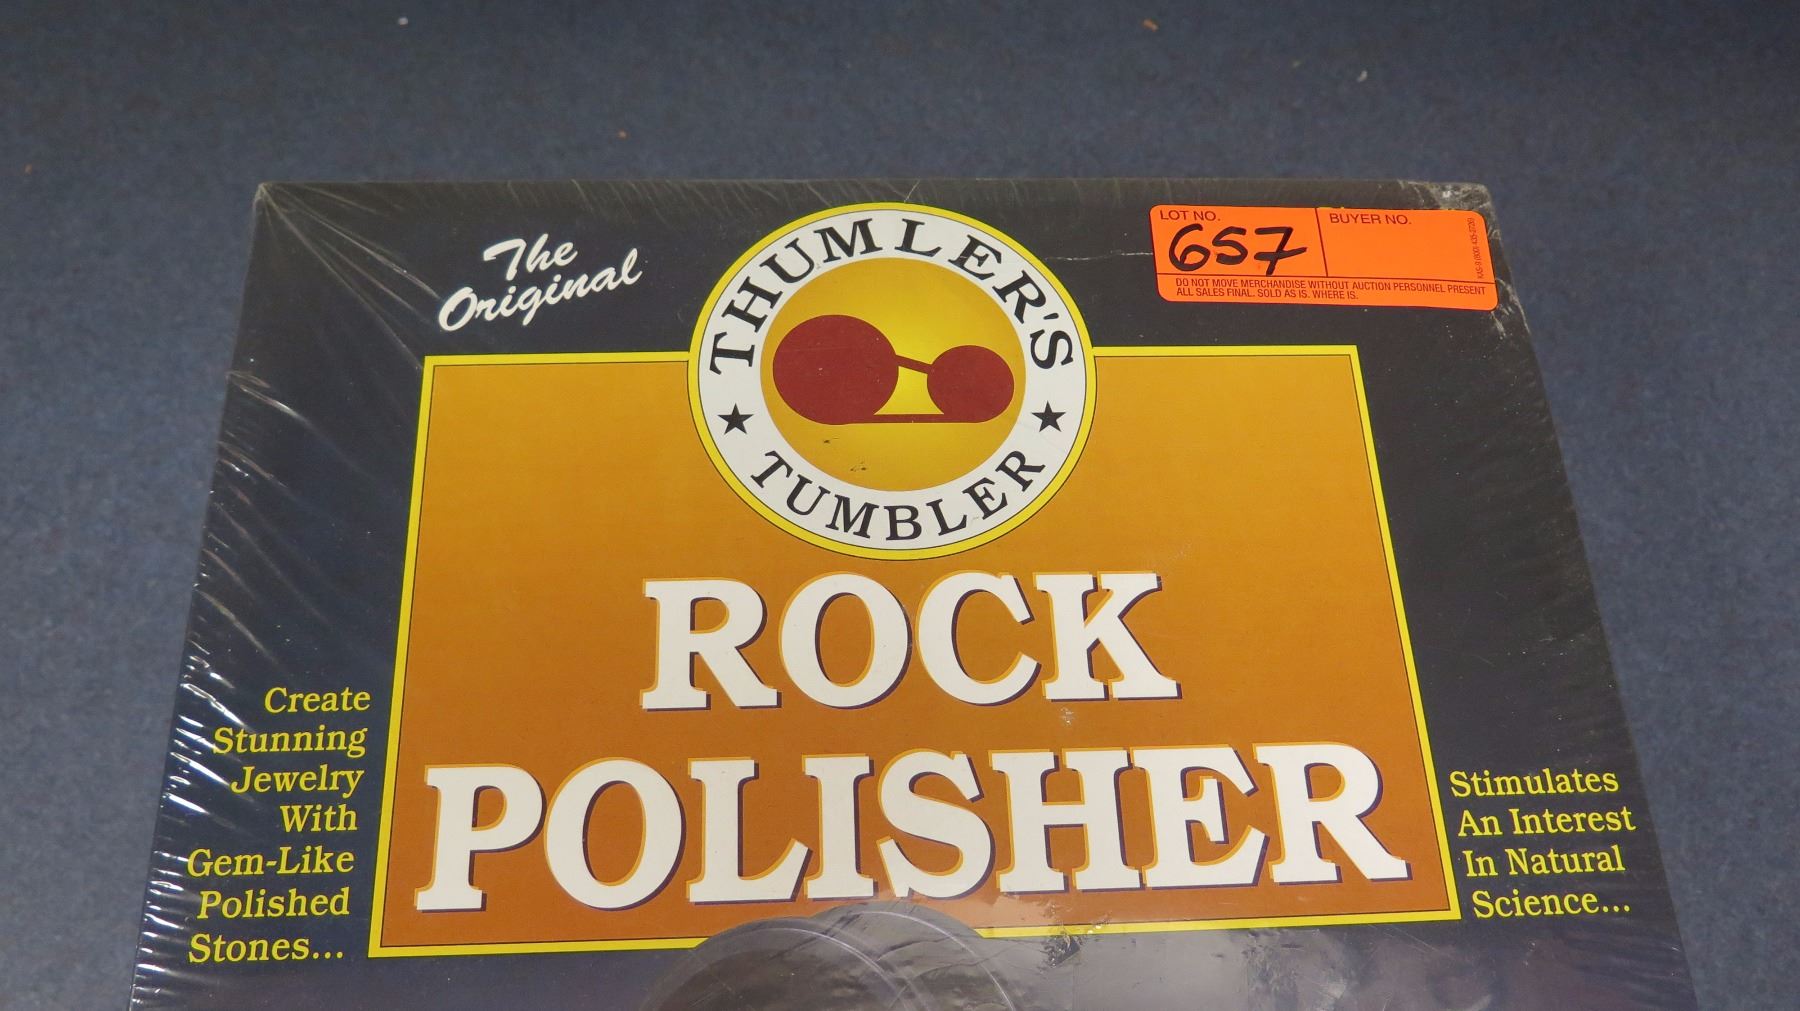 The
Original
THUMLER'S
TUMBLER
LOT NO.
657
BUYER NO.
DO NOT MOVE MERCHANDISE WITHOUT AUCTION PERSONNEL PRESENT
ALL SALES FINAL. SOLD AS IS. WHERE IS.
ROCK
POLISHER
Create
Stunning
Jewelry
With
Gem-Like
Polished
Stones...
Stimulates
An Interest
In Natural
Science...